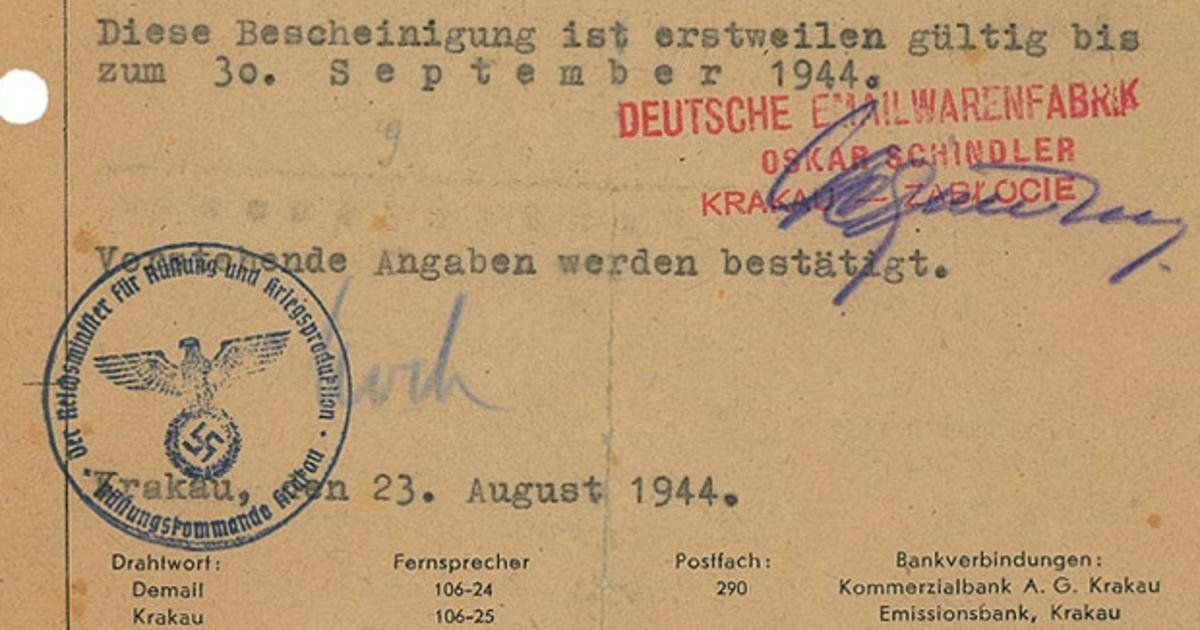 Diese Bescheinigung ist erstweilen gültig bis
zum 30. September 1944.
DEUTSCHE EMAILWARENFABRIK
OSKAR SCHINDLER
KRAKAU — ZABŁOCIE
Vorstehende Angaben werden bestätigt.
Der Reichsminister für Rüstung und Kriegsproduktion
Rüstungskommando Krakau
Krakau, den 23. August 1944.
Drahtwort: Fernsprecher Postfach: Bankverbindungen:
Demail 106-24 290 Kommerzialbank A. G. Krakau
Krakau 106-25 Emissionsbank, Krakau